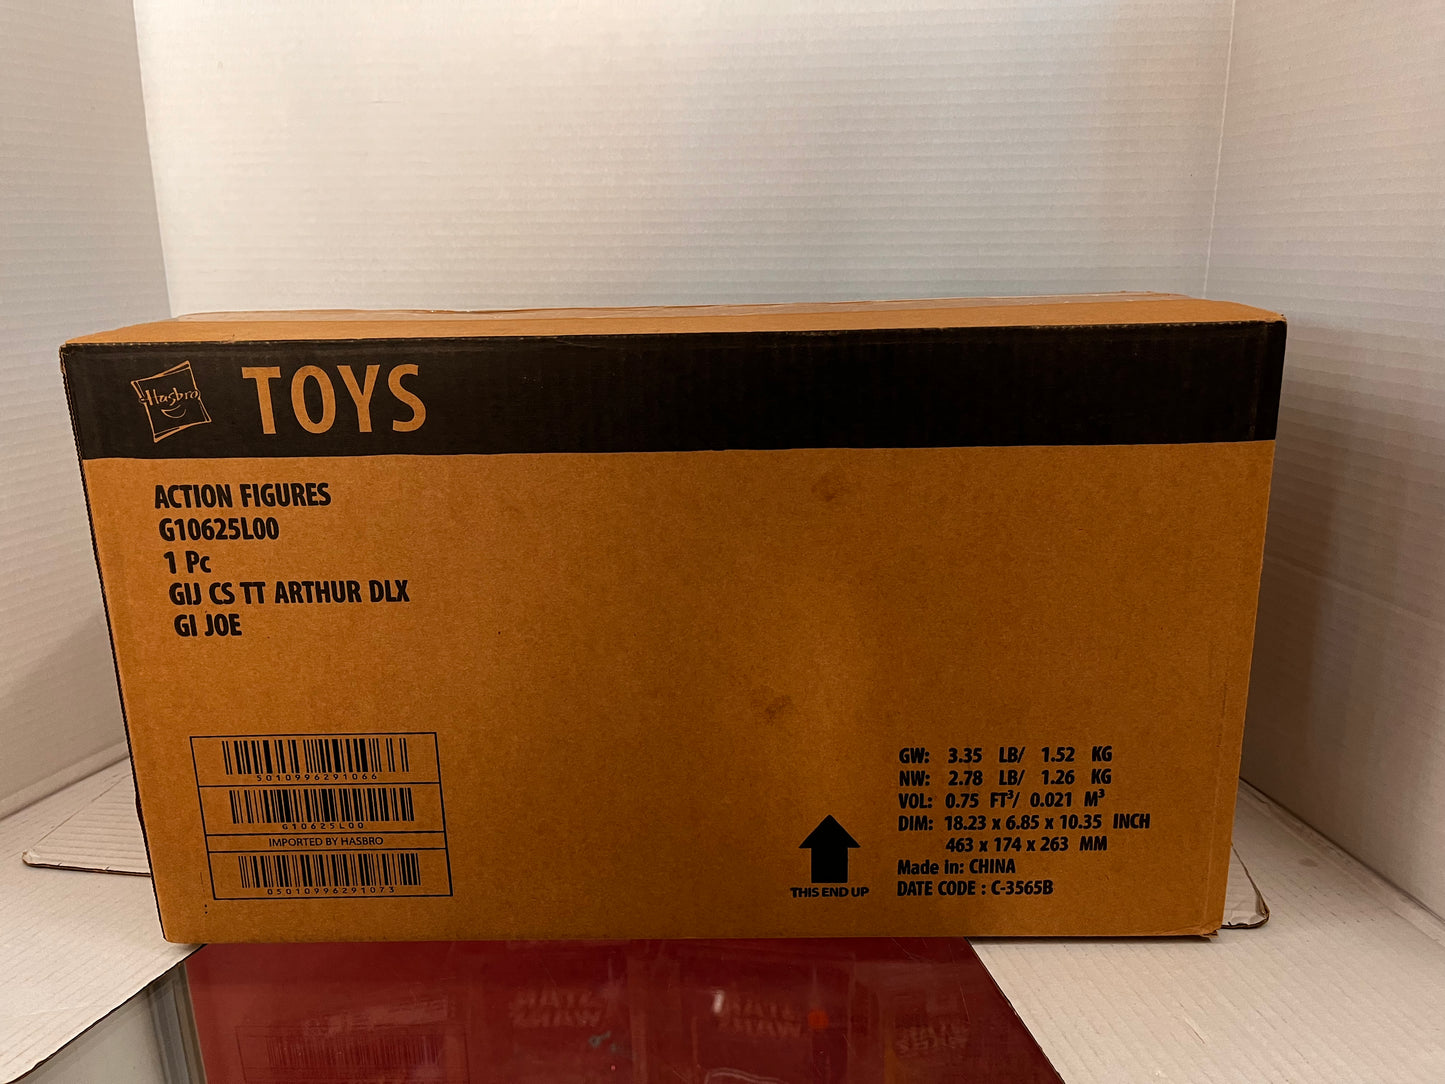 Hasbro
TOYS
ACTION FIGURES
G10625L00
1 Pc
GIJ CS TT ARTHUR DLX
GI JOE
5010996291066
G10625L00
IMPORTED BY HASBRO
05010996291073
THIS END UP
GW: 3.35 LB/ 1.52 KG
NW: 2.78 LB/ 1.26 KG
VOL: 0.75 FT³/ 0.021 M³
DIM: 18.23 x 6.85 x 10.35 INCH
463 x 174 x 263 MM
Made in: CHINA
DATE CODE : C-3565B